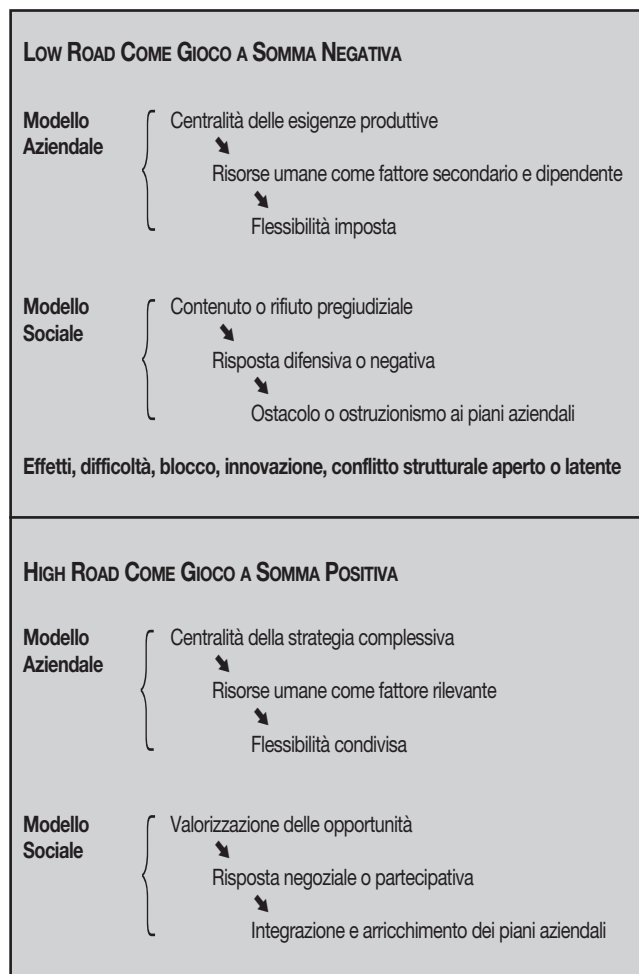 LOW ROAD COME GIOCO A SOMMA NEGATIVA
Modello Aziendale
Centralità delle esigenze produttive
Risorse umane come fattore secondario e dipendente
Flessibilità imposta
Modello Sociale
Contenuto o rifiuto pregiudiziale
Risposta difensiva o negativa
Ostacolo o ostruzionismo ai piani aziendali
Effetti, difficoltà, blocco, innovazione, conflitto strutturale aperto o latente
HIGH ROAD COME GIOCO A SOMMA POSITIVA
Modello Aziendale
Centralità della strategia complessiva
Risorse umane come fattore rilevante
Flessibilità condivisa
Modello Sociale
Valorizzazione delle opportunità
Risposta negoziale o partecipativa
Integrazione e arricchimento dei piani aziendali